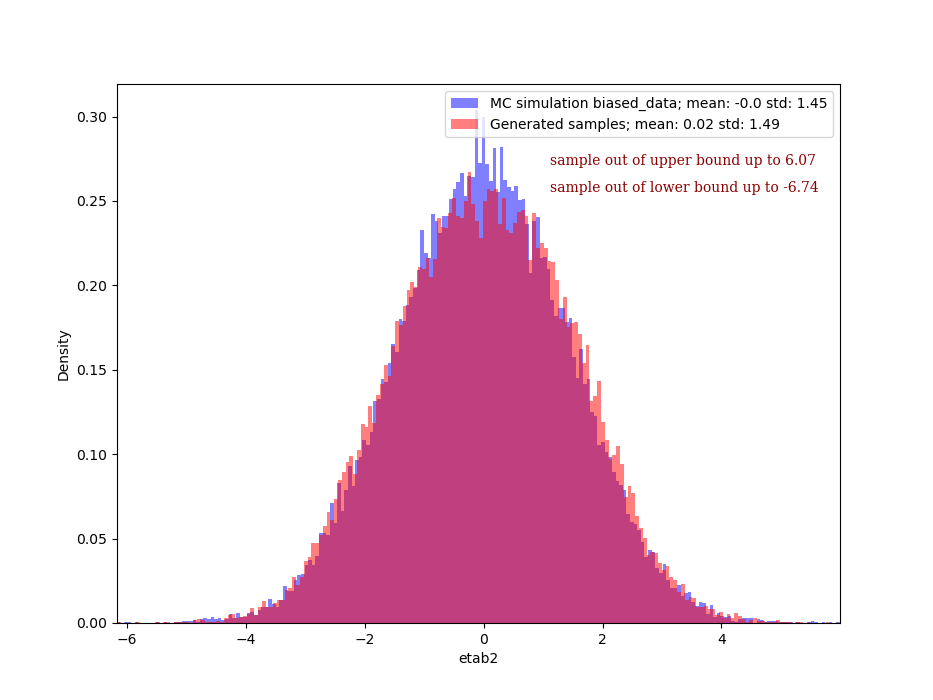 MC simulation biased_data; mean: -0.0 std: 1.45
Generated samples; mean: 0.02 std: 1.49
sample out of upper bound up to 6.07
sample out of lower bound up to -6.74
0.30
0.25
0.20
0.15
0.10
0.05
0.00
Density
−6 −4 −2 0 2 4
etab2